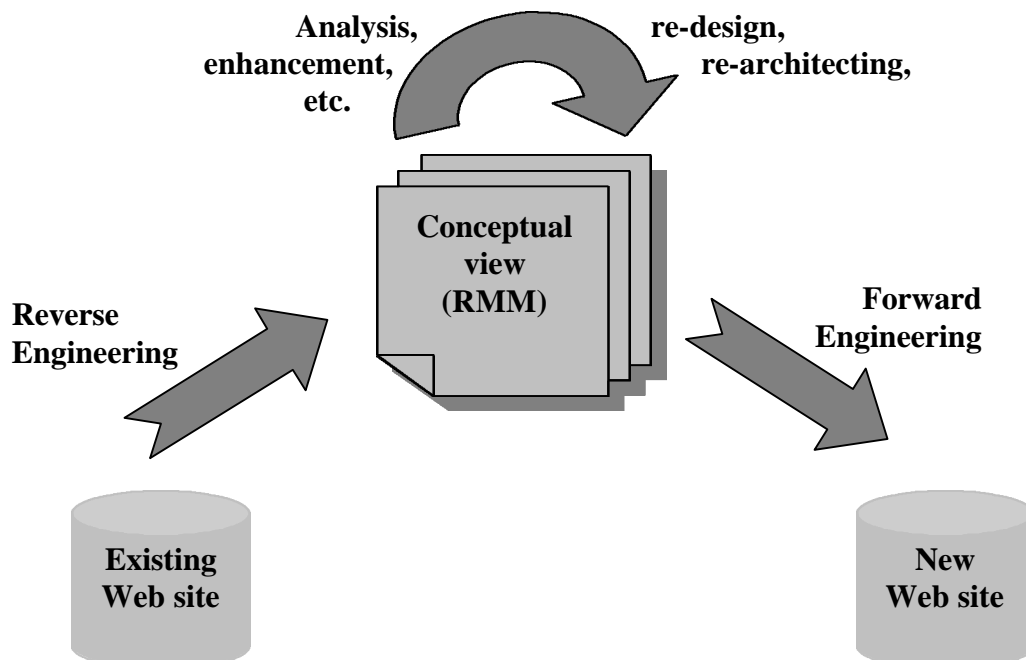 Analysis,
enhancement,
etc.
re-design,
re-architecting,
Conceptual
view
(RMM)
Reverse
Engineering
Forward
Engineering
Existing
Web site
New
Web site